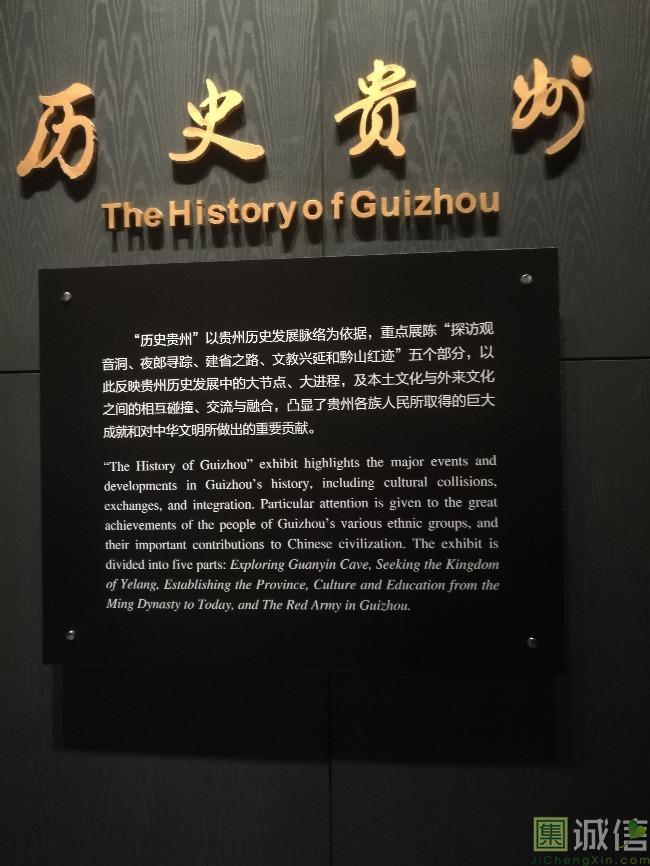 历史贵州
The History of Guizhou
“历史贵州”以贵州历史发展脉络为依据，重点展陈“探访观
音洞、夜郎寻踪、建省之路、文教兴延和黔山红迹”五个部分，以
此反映贵州历史发展中的大节点、大进程，及本土文化与外来文化
之间的相互碰撞、交流与融合，凸显了贵州各族人民所取得的巨大
成就和对中华文明所做出的重要贡献。
“The History of Guizhou” exhibit highlights the major events and
developments in Guizhou’s history, including cultural collisions,
exchanges, and integration. Particular attention is given to the great
achievements of the people of Guizhou’s various ethnic groups, and
their important contributions to Chinese civilization. The exhibit is
divided into five parts: Exploring Guanyin Cave, Seeking the Kingdom
of Yelang, Establishing the Province, Culture and Education from the
Ming Dynasty to Today, and The Red Army in Guizhou.
集诚信
JiChengXin.com